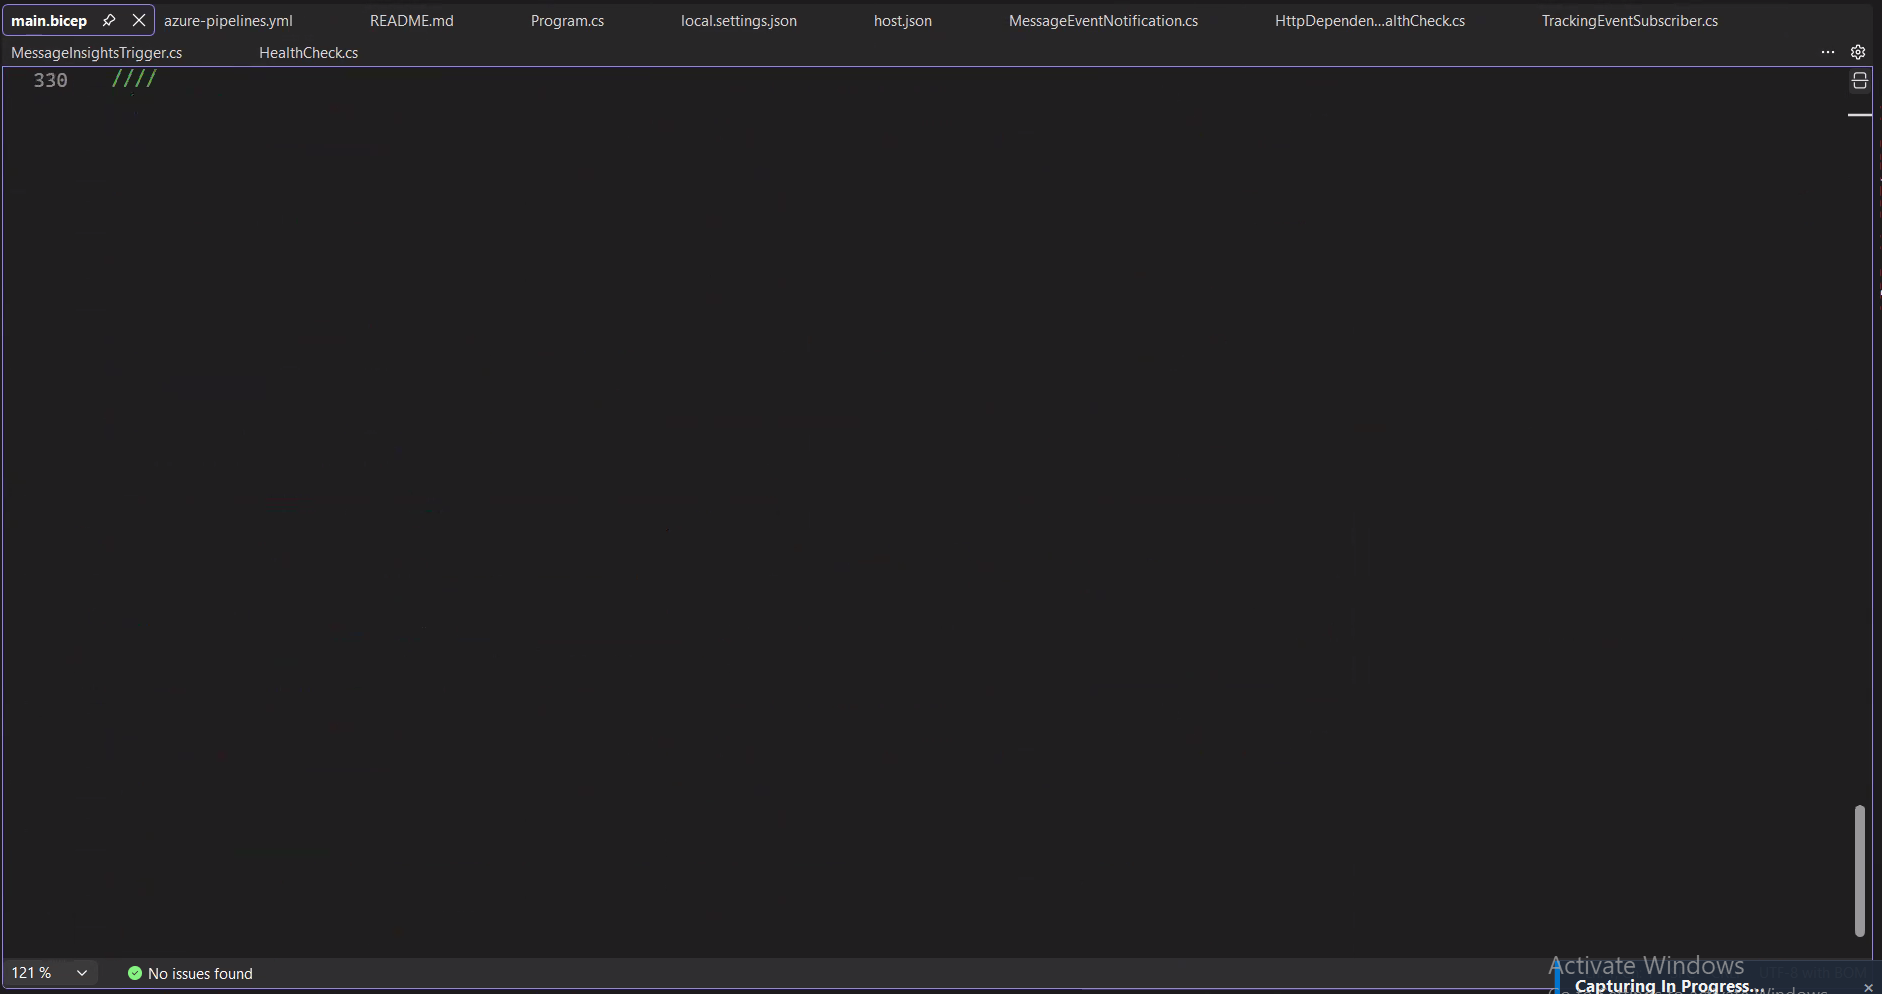 main.bicep azure-pipelines.yml README.md Program.cs local.settings.json host.json MessageEventNotification.cs HttpDependen...althCheck.cs TrackingEventSubscriber.cs
MessageInsightsTrigger.cs HealthCheck.cs
330 ////
121 % No issues found
Activate Windows
Capturing In Progress...